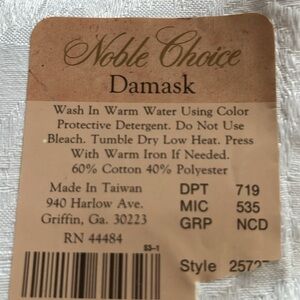 Noble Choice
Damask
Wash In Warm Water Using Color
Protective Detergent. Do Not Use
Bleach. Tumble Dry Low Heat. Press
With Warm Iron If Needed.
60% Cotton 40% Polyester
Made In Taiwan
940 Harlow Ave.
Griffin, Ga. 30223
RN 44484
DPT 719
MIC 535
GRP NCD
S3-1
Style